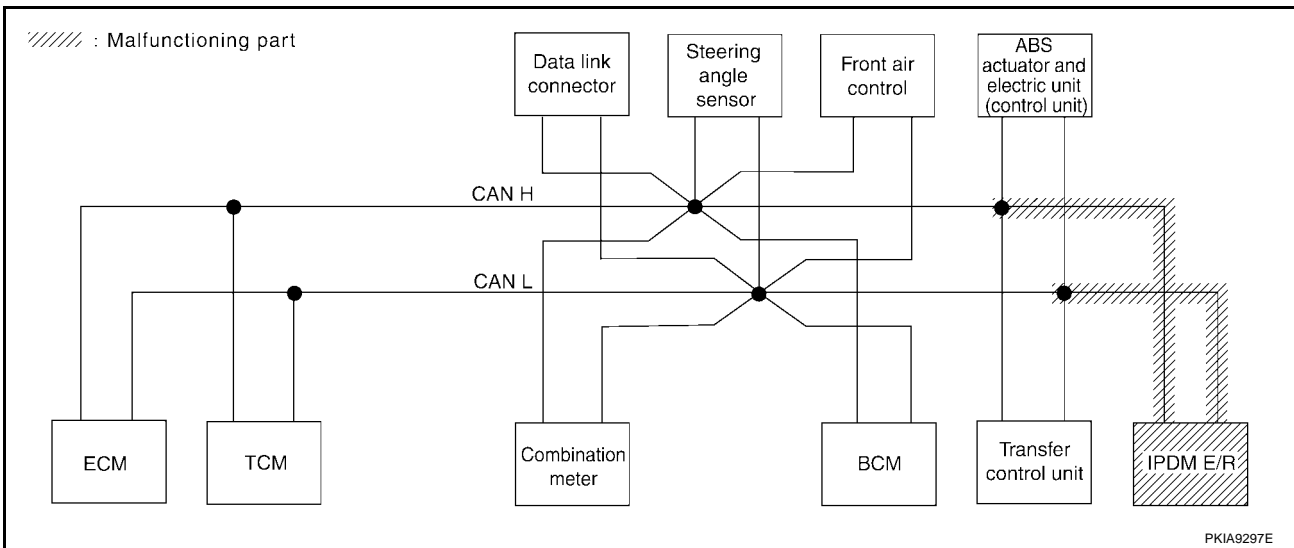 : Malfunctioning part
Data link
connector
Steering
angle
sensor
Front air
control
ABS
actuator and
electric unit
(control unit)
CAN H
CAN L
ECM
TCM
Combination
meter
BCM
Transfer
control unit
IPDM E/R
PKIA9297E